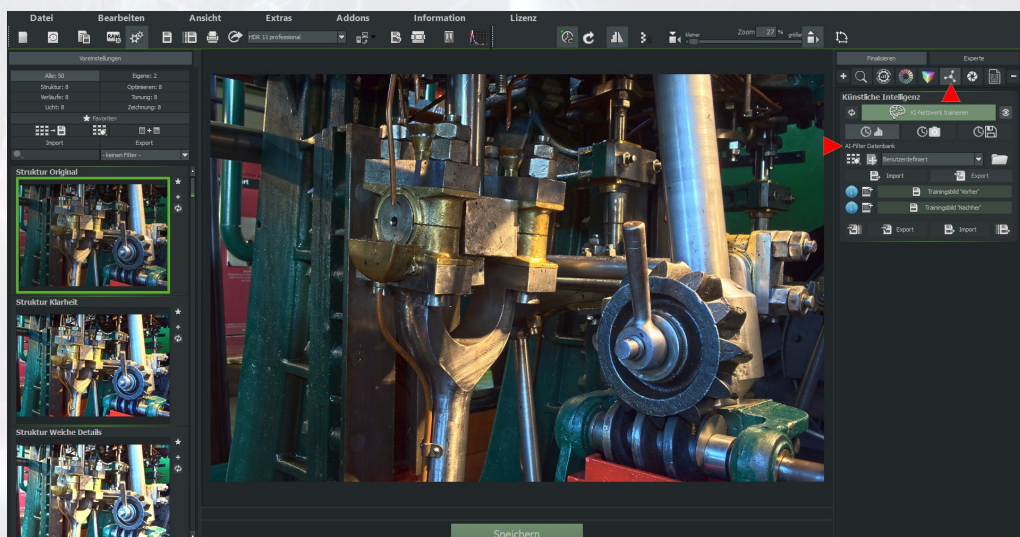 Datei Bearbeiten Ansicht Extras Addons Information Lizenz
RAW HDR 11 professional kleiner Zoom 27 % größer
Voreinstellungen
Alle: 50 Eigene: 2
Struktur: 8 Optimieren: 8
Verläufe: 8 Tonung: 8
Licht: 8 Zeichnung: 8
Favoriten
Import Export
- keinen Filter -
Struktur Original
Struktur Klarheit
Struktur Weiche Details
Speichern
Finalisieren Experte
Künstliche Intelligenz
KI-Netzwerk trainieren
AI-Filter Datenbank
Benutzerdefiniert
Import Export
Trainingsbild 'Vorher'
Trainingsbild 'Nachher'
Export Import